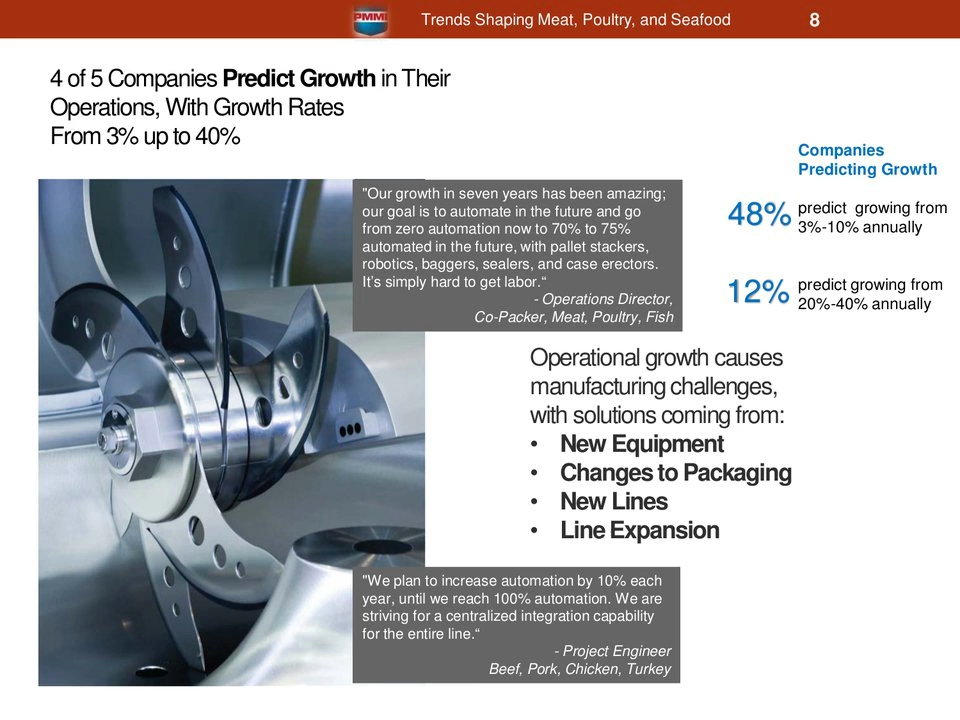 PMMI
Trends Shaping Meat, Poultry, and Seafood
8
4 of 5 Companies Predict Growth in Their
Operations, With Growth Rates
From 3% up to 40%
Companies
Predicting Growth
"Our growth in seven years has been amazing;
our goal is to automate in the future and go
from zero automation now to 70% to 75%
automated in the future, with pallet stackers,
robotics, baggers, sealers, and case erectors.
It's simply hard to get labor.“
- Operations Director,
Co-Packer, Meat, Poultry, Fish
48%
predict growing from
3%-10% annually
12%
predict growing from
20%-40% annually
Operational growth causes
manufacturing challenges,
with solutions coming from:
• New Equipment
• Changes to Packaging
• New Lines
• Line Expansion
"We plan to increase automation by 10% each
year, until we reach 100% automation. We are
striving for a centralized integration capability
for the entire line.“
- Project Engineer
Beef, Pork, Chicken, Turkey